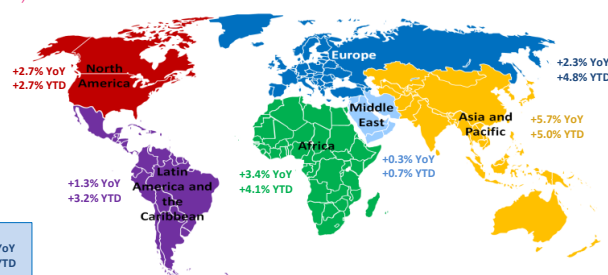 Europe
+2.3% YoY
+4.8% YTD
North
America
+2.7% YoY
+2.7% YTD
Middle
East
Asia and
Pacific
+5.7% YoY
+5.0% YTD
Africa
+0.3% YoY
+0.7% YTD
+3.4% YoY
+4.1% YTD
Latin
America and
the
Caribbean
+1.3% YoY
+3.2% YTD
YoY
YTD